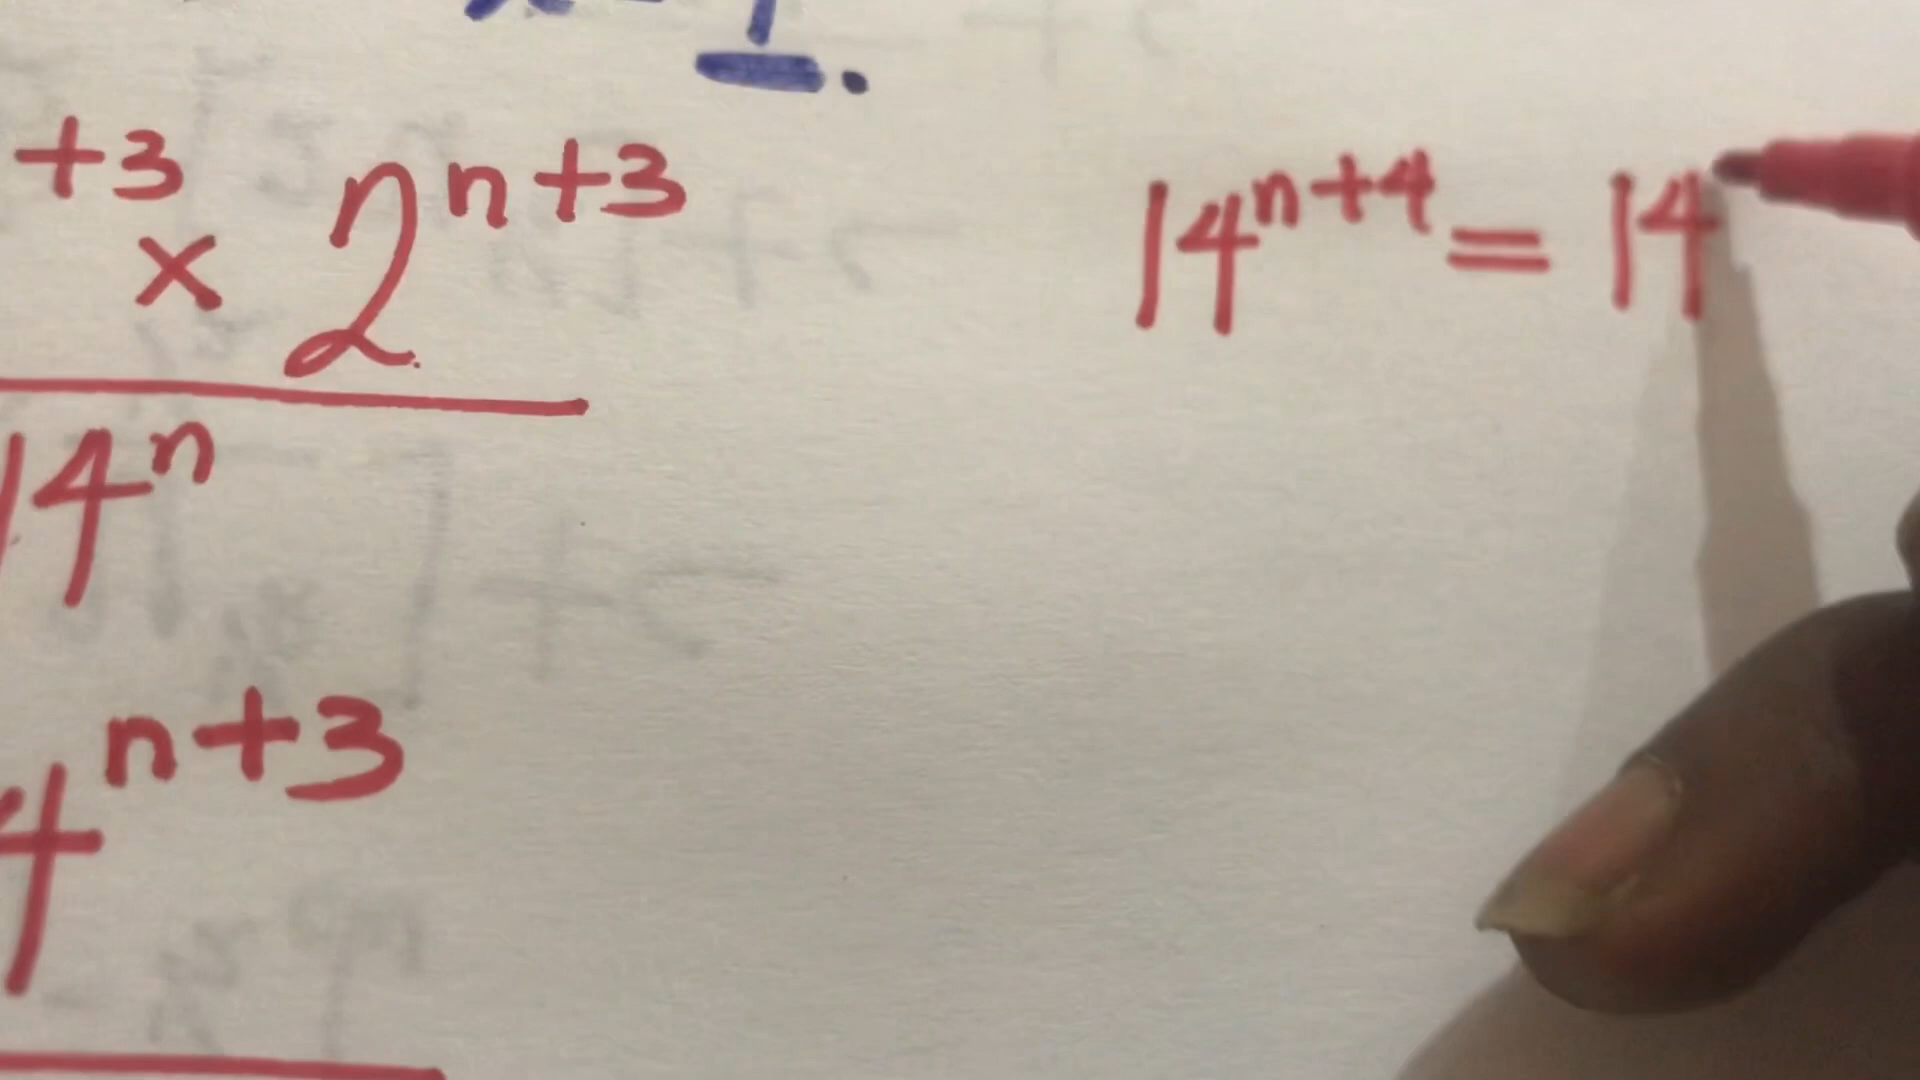 +3 × 2^{n+3}
14^n
4^{n+3}
14^{n+4} = 14